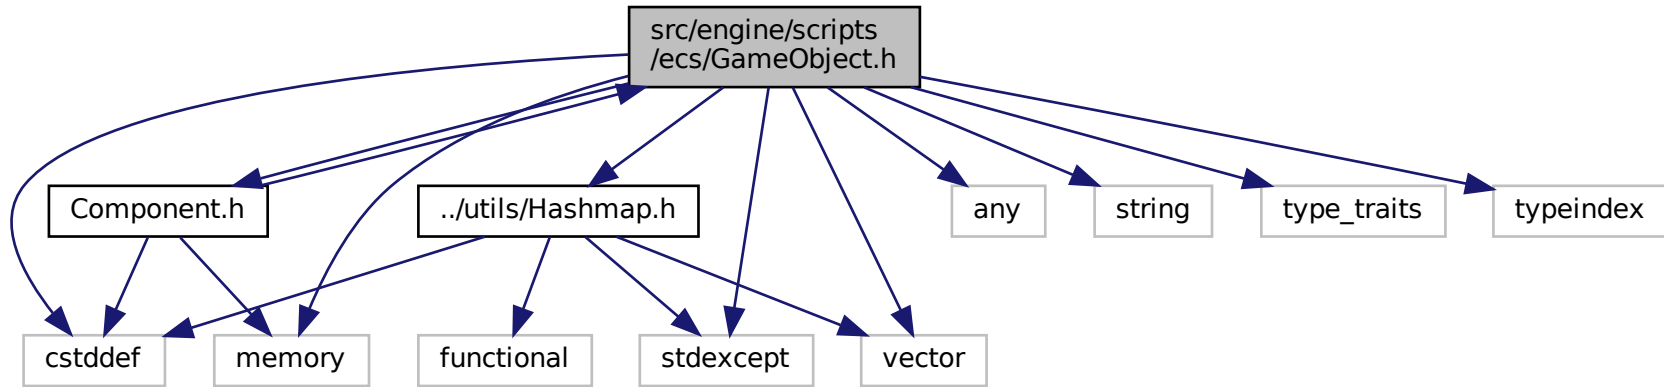 src/engine/scripts
/ecs/GameObject.h
Component.h
../utils/Hashmap.h
any
string
type_traits
typeindex
cstddef
memory
functional
stdexcept
vector